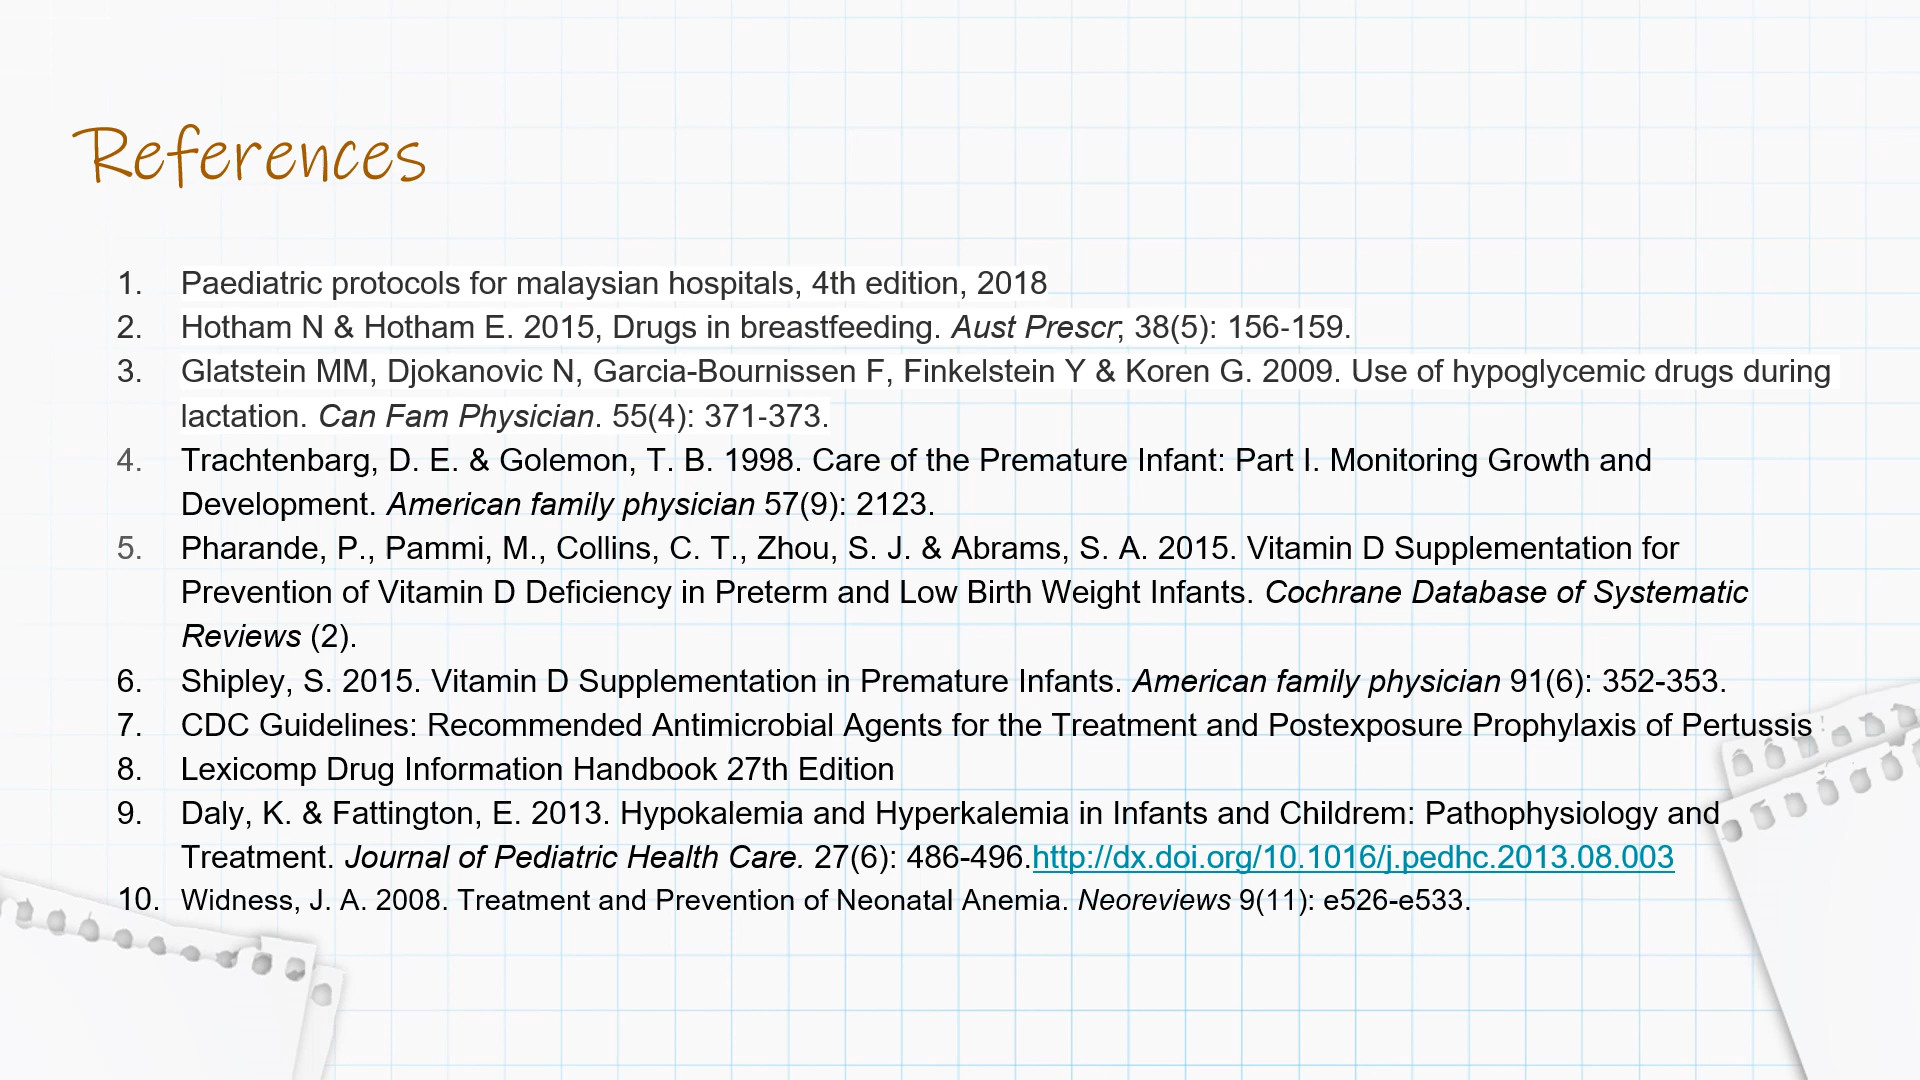 References
1. Paediatric protocols for malaysian hospitals, 4th edition, 2018
2. Hotham N & Hotham E. 2015, Drugs in breastfeeding. Aust Prescr; 38(5): 156-159.
3. Glatstein MM, Djokanovic N, Garcia-Bournissen F, Finkelstein Y & Koren G. 2009. Use of hypoglycemic drugs during
lactation. Can Fam Physician. 55(4): 371-373.
4. Trachtenbarg, D. E. & Golemon, T. B. 1998. Care of the Premature Infant: Part I. Monitoring Growth and
Development. American family physician 57(9): 2123.
5. Pharande, P., Pammi, M., Collins, C. T., Zhou, S. J. & Abrams, S. A. 2015. Vitamin D Supplementation for
Prevention of Vitamin D Deficiency in Preterm and Low Birth Weight Infants. Cochrane Database of Systematic
Reviews (2).
6. Shipley, S. 2015. Vitamin D Supplementation in Premature Infants. American family physician 91(6): 352-353.
7. CDC Guidelines: Recommended Antimicrobial Agents for the Treatment and Postexposure Prophylaxis of Pertussis
8. Lexicomp Drug Information Handbook 27th Edition
9. Daly, K. & Fattington, E. 2013. Hypokalemia and Hyperkalemia in Infants and Childrem: Pathophysiology and
Treatment. Journal of Pediatric Health Care. 27(6): 486-496.http://dx.doi.org/10.1016/j.pedhc.2013.08.003
10. Widness, J. A. 2008. Treatment and Prevention of Neonatal Anemia. Neoreviews 9(11): e526-e533.